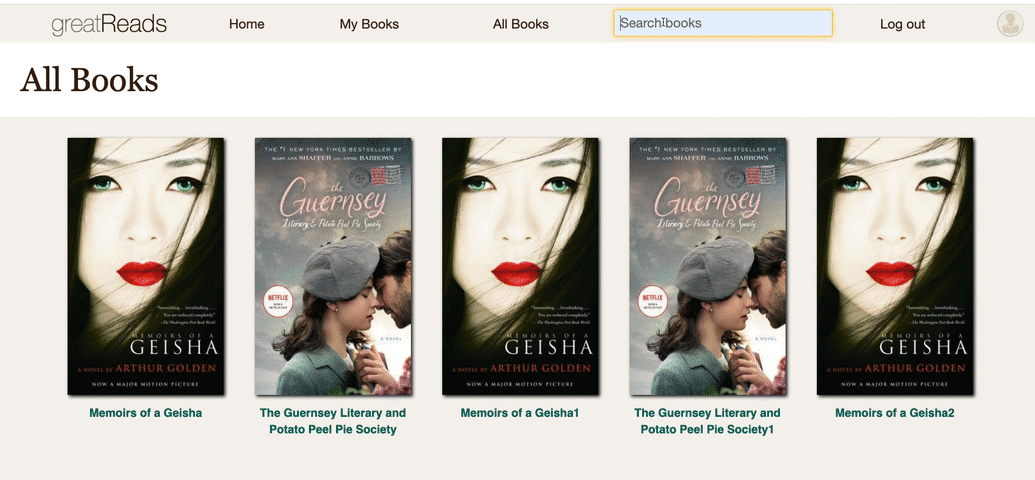 greatReads
Home
My Books
All Books
Search books
Log out
All Books
MEMOIRS OF A
GEISHA
A NOVEL BY ARTHUR GOLDEN
NOW A MAJOR MOTION PICTURE
"Astonishing . . . breathtaking . . .
You are seduced completely."
—The Washington Post Book World
Memoirs of a Geisha
THE #1 NEW YORK TIMES BESTSELLER BY
MARY ANN SHAFFER AND ANNIE BARROWS
the
Guernsey
Literary & Potato Peel Pie Society
NETFLIX
A NOVEL
The Guernsey Literary and
Potato Peel Pie Society
"Astonishing . . . breathtaking . . .
You are seduced completely."
—The Washington Post Book World
MEMOIRS OF A
GEISHA
A NOVEL BY ARTHUR GOLDEN
NOW A MAJOR MOTION PICTURE
Memoirs of a Geisha1
THE #1 NEW YORK TIMES BESTSELLER BY
MARY ANN SHAFFER AND ANNIE BARROWS
the
Guernsey
Literary & Potato Peel Pie Society
NETFLIX
A NOVEL
The Guernsey Literary and
Potato Peel Pie Society1
"Astonishing . . . breathtaking . . .
You are seduced completely."
—The Washington Post Book World
MEMOIRS OF A
GEISHA
A NOVEL BY ARTHUR GOLDEN
NOW A MAJOR MOTION PICTURE
Memoirs of a Geisha2